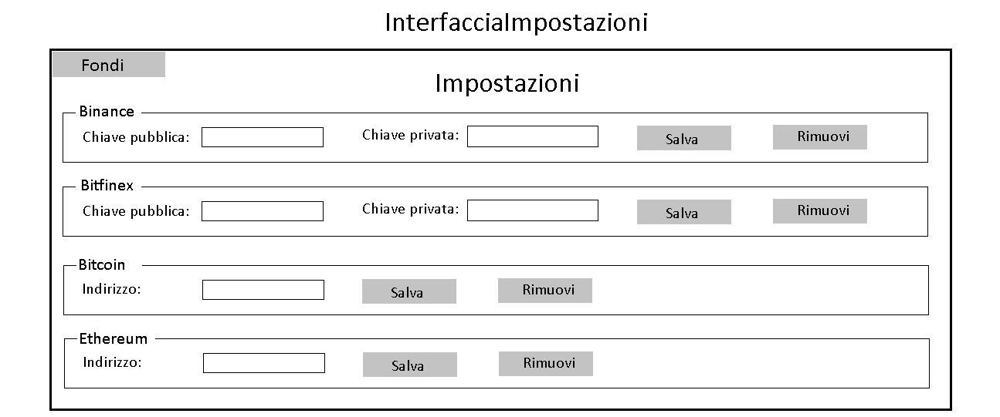 InterfacciaImpostazioni
Fondi
Impostazioni
Binance
Chiave pubblica: Chiave privata: Salva Rimuovi
Bitfinex
Chiave pubblica: Chiave privata: Salva Rimuovi
Bitcoin
Indirizzo: Salva Rimuovi
Ethereum
Indirizzo: Salva Rimuovi